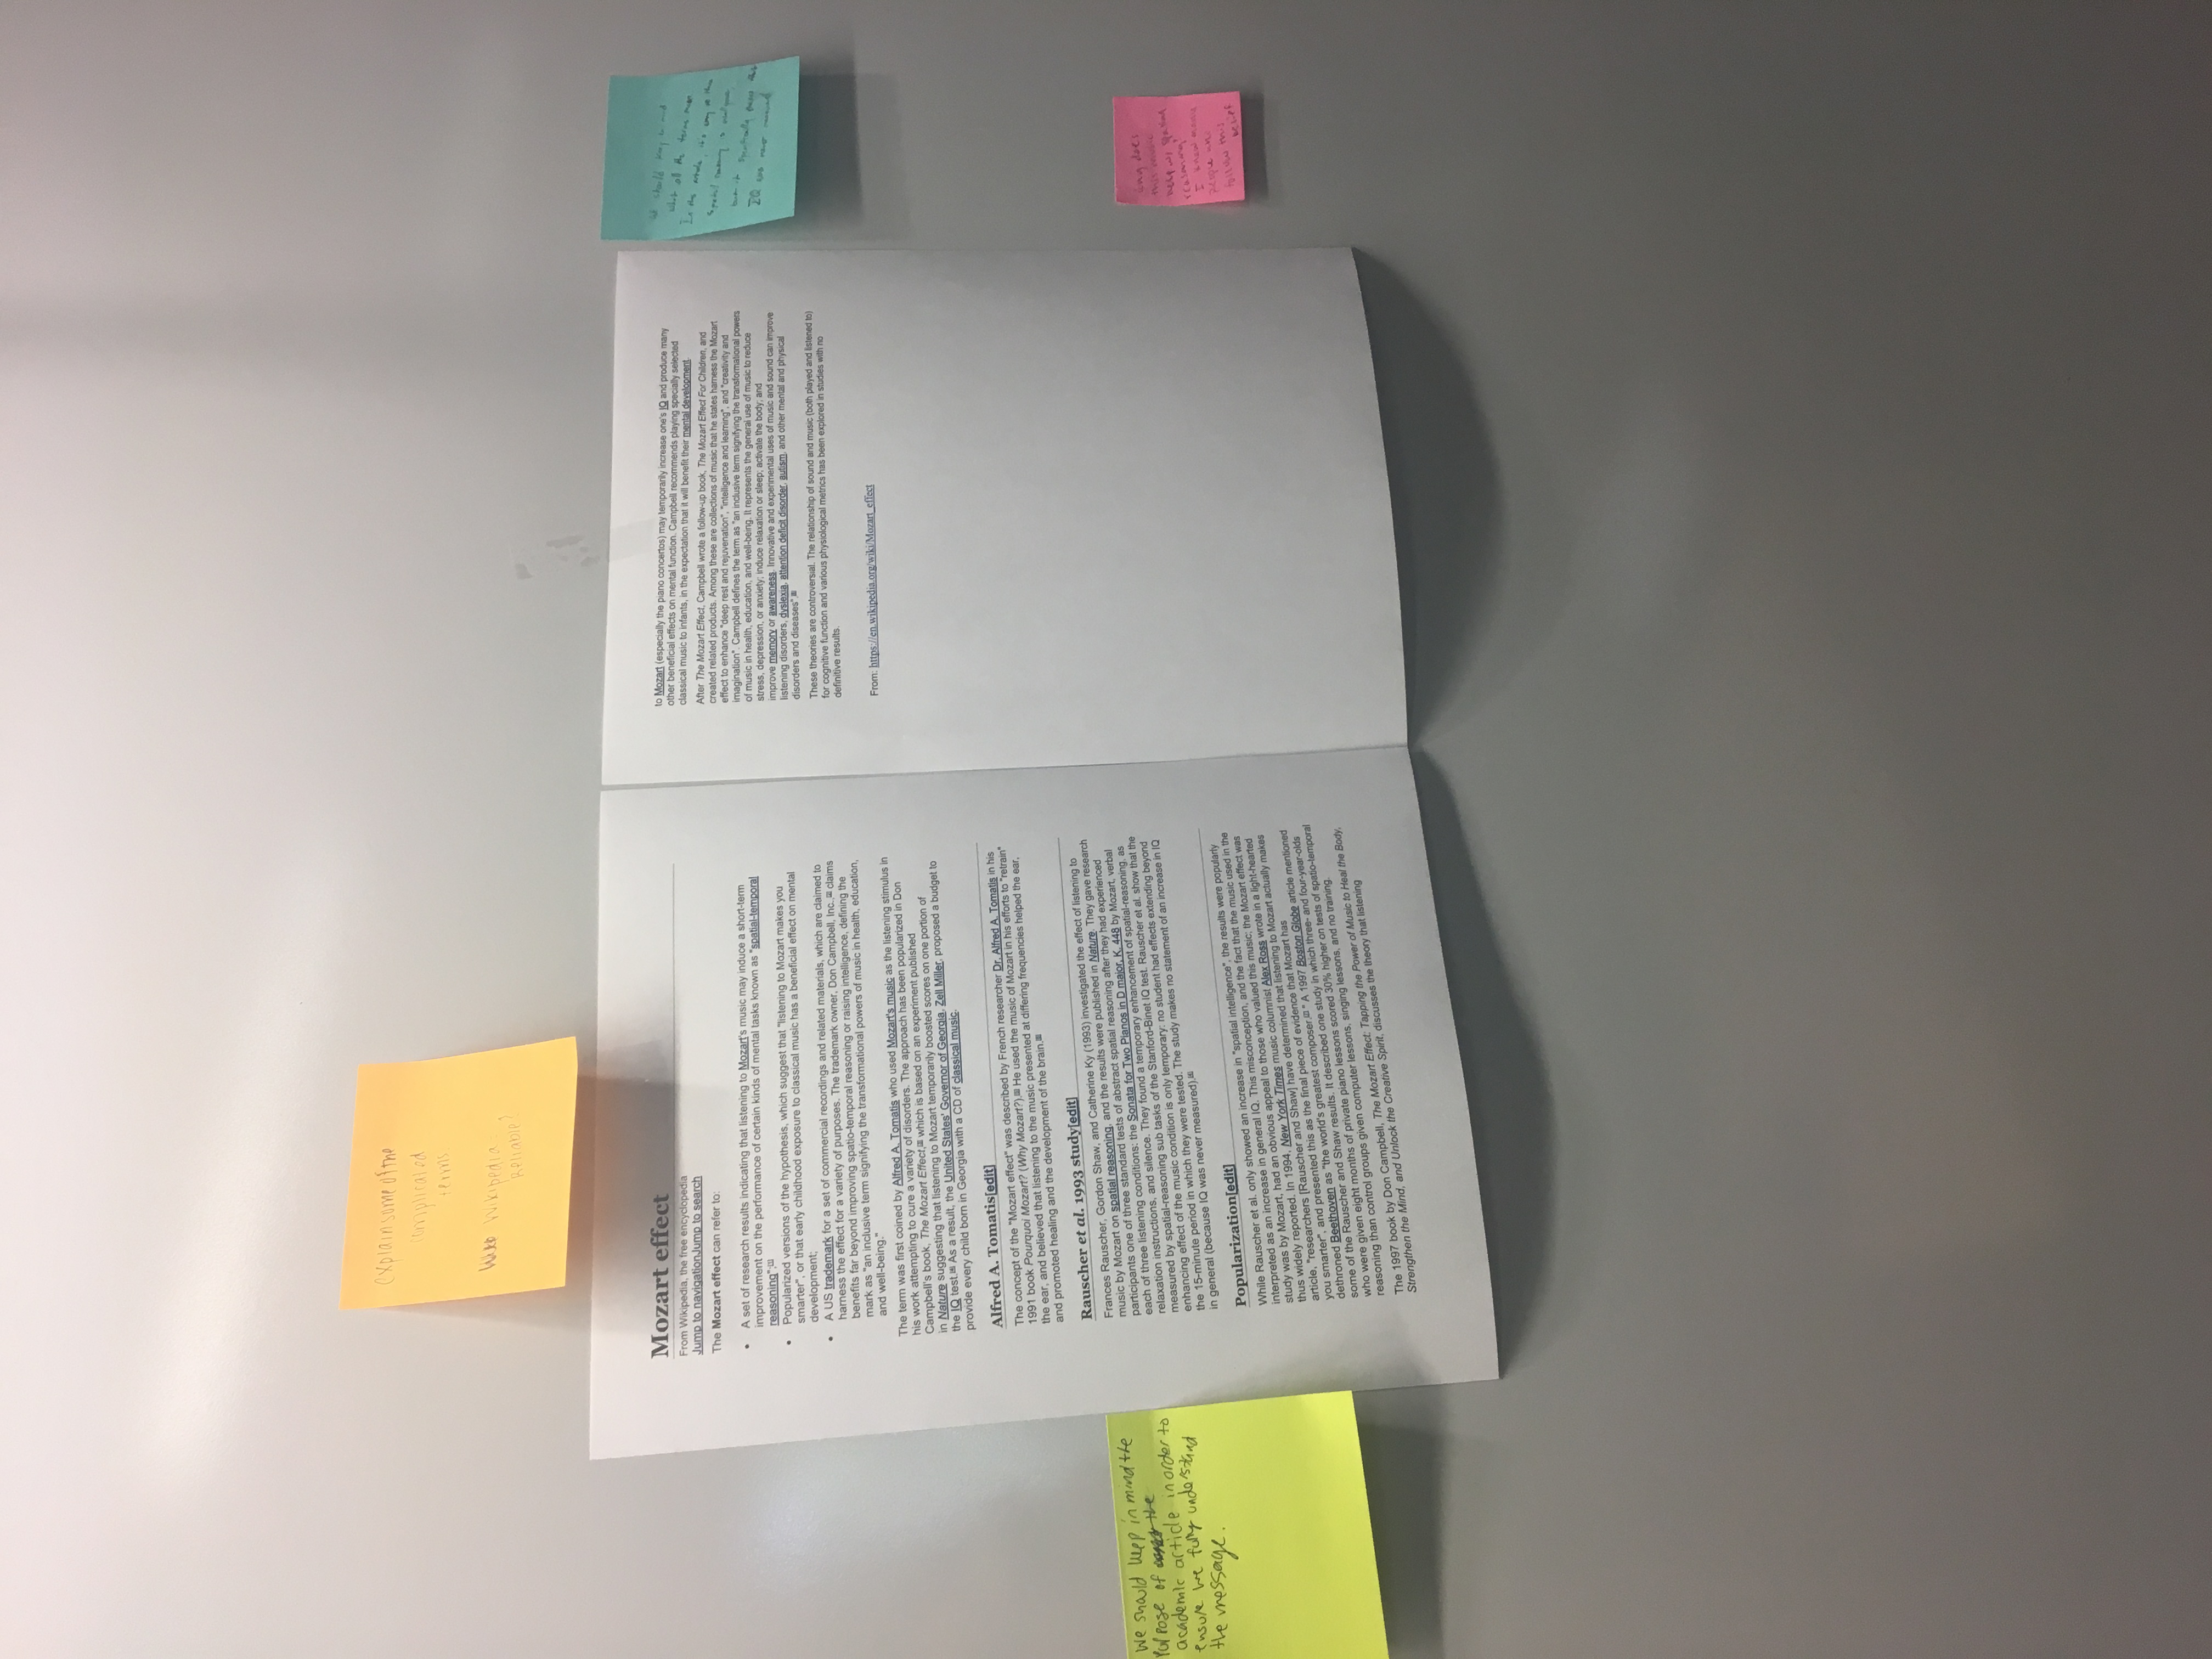 explain some of the
complicated
terms
Wikipedia
Reliable?
Mozart effect
From Wikipedia, the free encyclopedia
Jump to navigationJump to search
The Mozart effect can refer to:
• A set of research results indicating that listening to Mozart's music may induce a short-term
improvement on the performance of certain kinds of mental tasks known as "spatial-temporal
reasoning";[1]
• Popularized versions of the hypothesis, which suggest that "listening to Mozart makes you
smarter", or that early childhood exposure to classical music has a beneficial effect on mental
development;
• A US trademark for a set of commercial recordings and related materials, which are claimed to
harness the effect for a variety of purposes. The trademark owner, Don Campbell, Inc., claims
benefits far beyond improving spatio-temporal reasoning or raising intelligence, defining the
mark as "an inclusive term signifying the transformational powers of music in health, education,
and well-being."
The term was first coined by Alfred A. Tomatis who used Mozart's music as the listening stimulus in
his work attempting to cure a variety of disorders. The approach has been popularized in Don
Campbell's book, The Mozart Effect, which is based on an experiment published
in Nature suggesting that listening to Mozart temporarily boosted scores on one portion of
the IQ test. As a result, the United States' Governor of Georgia, Zell Miller, proposed a budget to
provide every child born in Georgia with a CD of classical music.
Alfred A. Tomatis[edit]
The concept of the "Mozart effect" was described by French researcher Dr. Alfred A. Tomatis in his
1991 book Pourquoi Mozart? (Why Mozart?). He used the music of Mozart in his efforts to "retrain"
the ear, and believed that listening to the music presented at differing frequencies helped the ear,
and promoted healing and the development of the brain.
Rauscher et al. 1993 study[edit]
Frances Rauscher, Gordon Shaw, and Catherine Ky (1993) investigated the effect of listening to
music by Mozart on spatial reasoning, and the results were published in Nature. They gave research
participants one of three standard tests of abstract spatial reasoning after they had experienced
each of three listening conditions: the Sonata for Two Pianos in D major, K. 448 by Mozart, verbal
relaxation instructions, and silence. They found a temporary enhancement of spatial-reasoning, as
measured by spatial-reasoning sub tasks of the Stanford-Binet IQ test. Rauscher et al. show that the
enhancing effect of the music condition is only temporary: no student had effects extending beyond
the 15-minute period in which they were tested. The study makes no statement of an increase in IQ
in general (because IQ was never measured).
Popularization[edit]
While Rauscher et al. only showed an increase in "spatial intelligence", the results were popularly
interpreted as an increase in general IQ. This misconception, and the fact that the music used in the
study was by Mozart, had an obvious appeal to those who valued this music; the Mozart effect was
thus widely reported. In 1994, New York Times music columnist Alex Ross wrote in a light-hearted
article, "researchers [Rauscher and Shaw] have determined that listening to Mozart actually makes
you smarter", and presented this as the final piece of evidence that Mozart has
dethroned Beethoven as "the world's greatest composer." A 1997 Boston Globe article mentioned
some of the Rauscher and Shaw results. It described one study in which three- and four-year-olds
who were given eight months of private piano lessons scored 30% higher on tests of spatio-temporal
reasoning than control groups given computer lessons, singing lessons, and no training.
The 1997 book by Don Campbell, The Mozart Effect: Tapping the Power of Music to Heal the Body,
Strengthen the Mind, and Unlock the Creative Spirit, discusses the theory that listening
to Mozart (especially the piano concertos) may temporarily increase one's IQ and produce many
other beneficial effects on mental function. Campbell recommends playing specially selected
classical music to infants, in the expectation that it will benefit their mental development.
After The Mozart Effect, Campbell wrote a follow-up book, The Mozart Effect For Children, and
created related products. Among these are collections of music that he states harness the Mozart
effect to enhance "deep rest and rejuvenation", "intelligence and learning", and "creativity and
imagination". Campbell defines the term as "an inclusive term signifying the transformational powers
of music in health, education, and well-being. It represents the general use of music to reduce
stress, depression, or anxiety; induce relaxation or sleep; activate the body; and
improve memory or awareness. Innovative and experimental uses of music and sound can improve
listening disorders, dyslexia, attention deficit disorder, autism, and other mental and physical
disorders and diseases".
These theories are controversial. The relationship of sound and music (both played and listened to)
for cognitive function and various physiological metrics has been explored in studies with no
definitive results.
From: https://en.wikipedia.org/wiki/Mozart_effect
We should keep in mind the
purpose of the
academic article in order to
ensure we fully understand
the message.
we should keep in mind
what all the terms mean
In the article, it's
spatial reasoning is
but it specifically
IQ was never measured
why does
this music
help w/ spatial
reasoning?
I know many
people who
follow this
belief